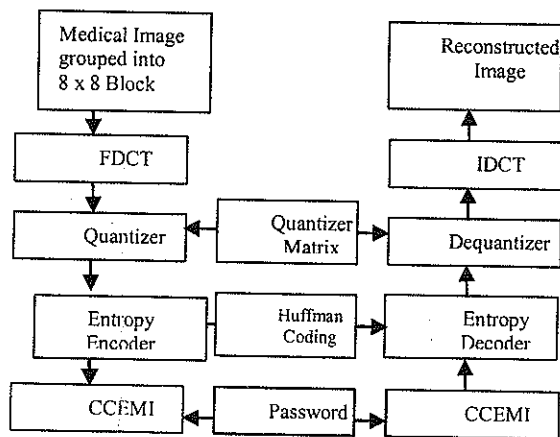 Medical Image
grouped into
8 x 8 Block
Reconstructed
Image
FDCT
IDCT
Quantizer
Quantizer
Matrix
Dequantizer
Entropy
Encoder
Huffman
Coding
Entropy
Decoder
CCEMI
Password
CCEMI